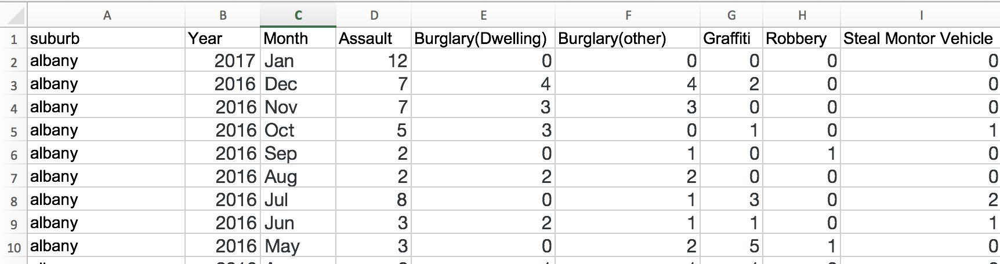 A B C D E F G H I
1 suburb Year Month Assault Burglary(Dwelling) Burglary(other) Graffiti Robbery Steal Montor Vehicle
2 albany 2017 Jan 12 0 0 0 0 0
3 albany 2016 Dec 7 4 4 2 0 0
4 albany 2016 Nov 7 3 3 0 0 0
5 albany 2016 Oct 5 3 0 1 0 1
6 albany 2016 Sep 2 0 1 0 1 0
7 albany 2016 Aug 2 2 2 0 0 0
8 albany 2016 Jul 8 0 1 3 0 2
9 albany 2016 Jun 3 2 1 1 0 1
10 albany 2016 May 3 0 2 5 1 0